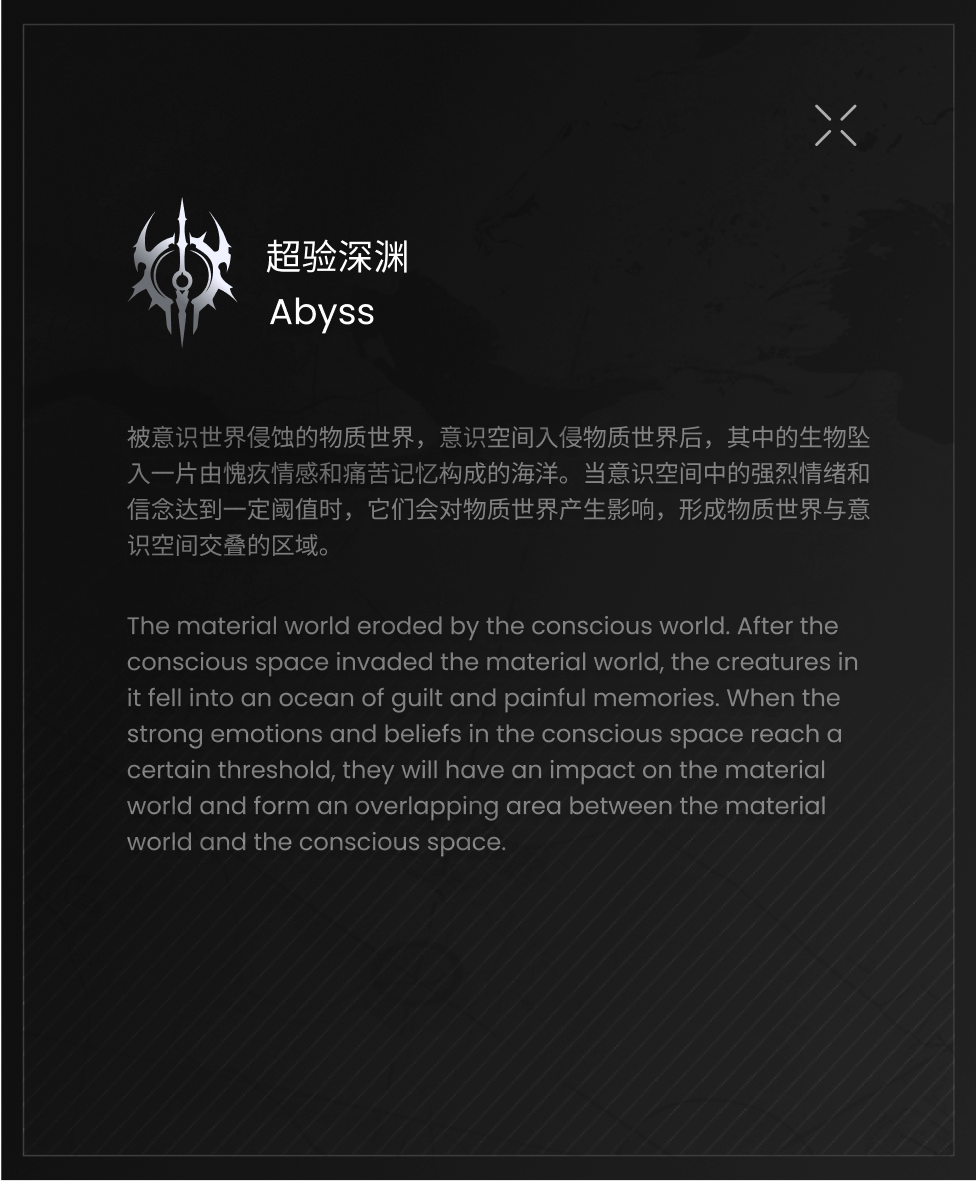 超验深渊
Abyss
被意识世界侵蚀的物质世界，意识空间入侵物质世界后，其中的生物坠
入一片由愧疚情感和痛苦记忆构成的海洋。当意识空间中的强烈情绪和
信念达到一定阈值时，它们会对物质世界产生影响，形成物质世界与意
识空间交叠的区域。
The material world eroded by the conscious world. After the
conscious space invaded the material world, the creatures in
it fell into an ocean of guilt and painful memories. When the
strong emotions and beliefs in the conscious space reach a
certain threshold, they will have an impact on the material
world and form an overlapping area between the material
world and the conscious space.